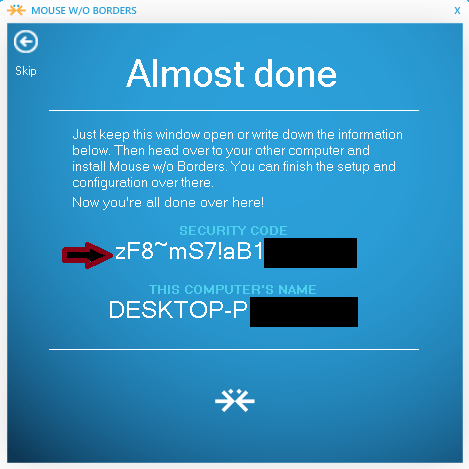 MOUSE W/O BORDERS
X
Skip
Almost done
Just keep this window open or write down the information
below. Then head over to your other computer and
install Mouse w/o Borders. You can finish the setup and
configuration over there.
Now you're all done over here!
SECURITY CODE
zF8~mS7!aB1
THIS COMPUTER'S NAME
DESKTOP-P